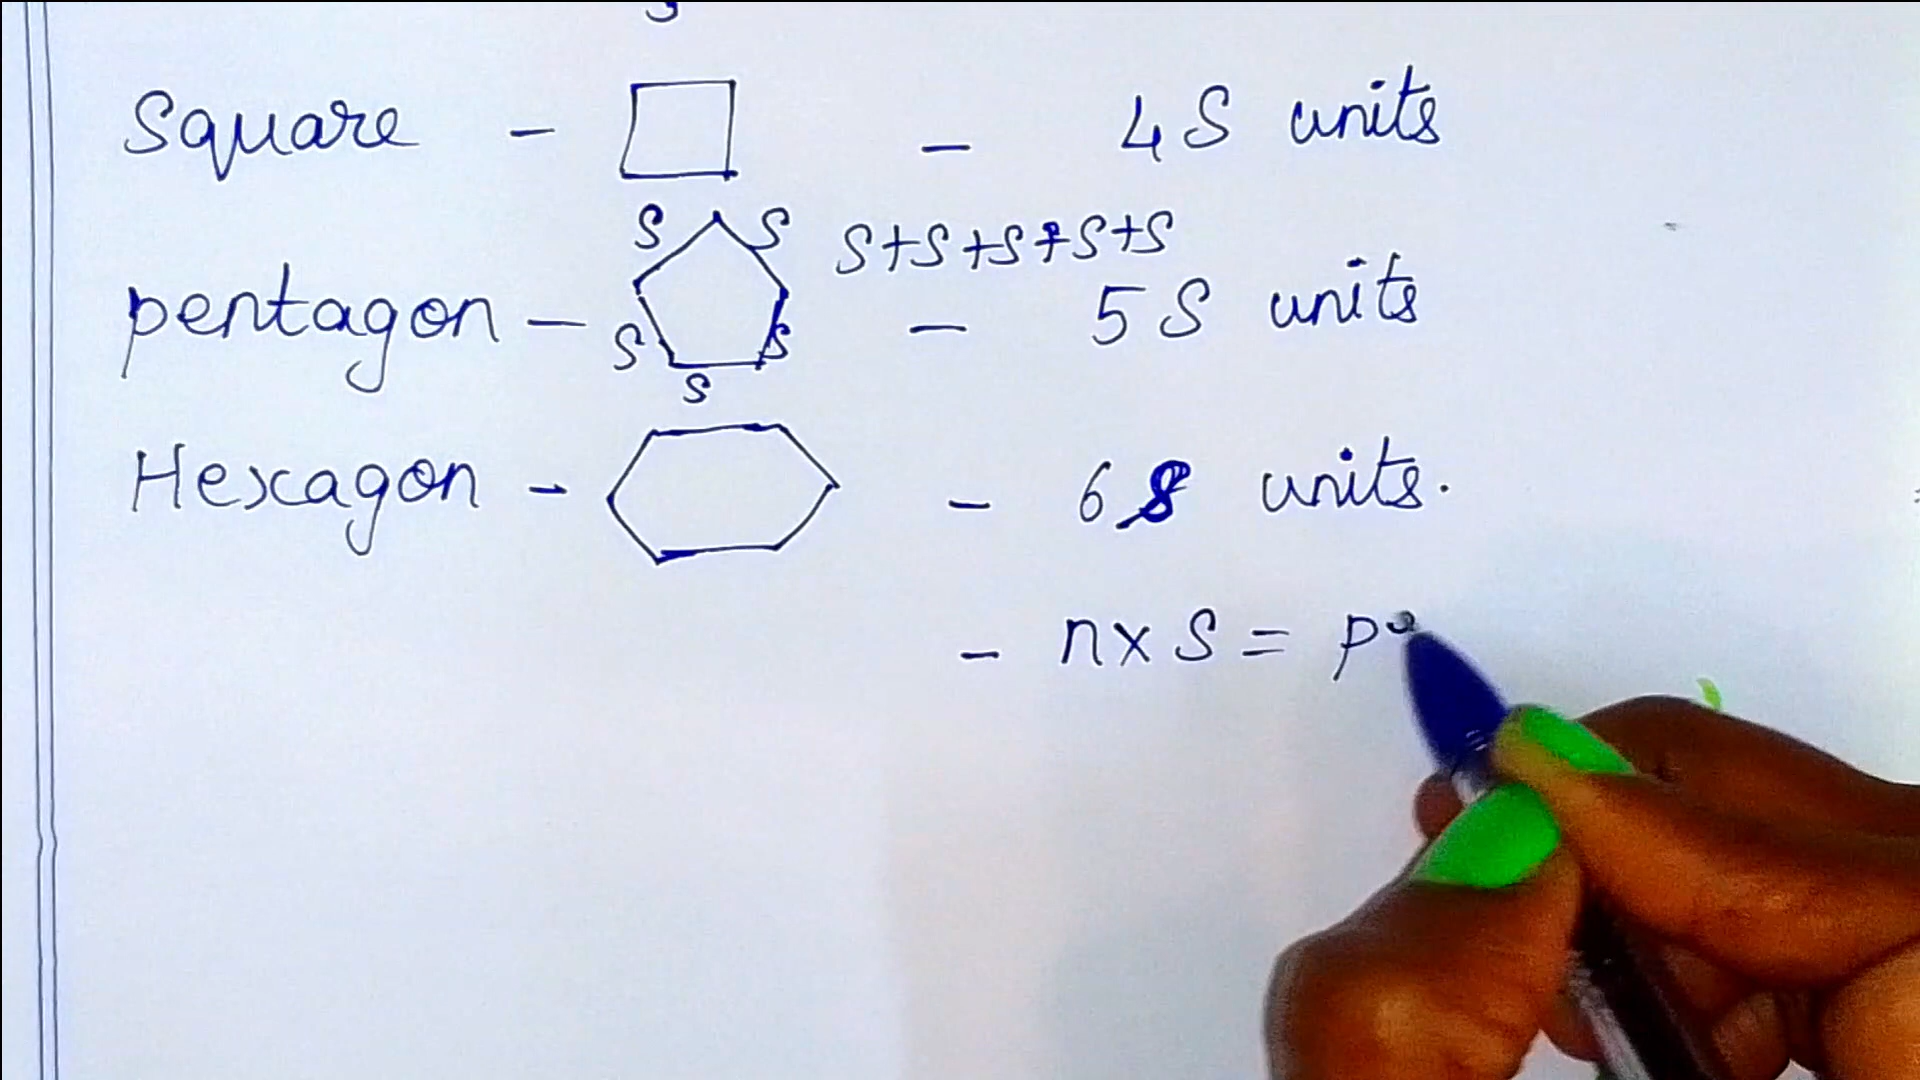 Square - - 4S units
S S S+S+S+S+S
pentagon - - 5S units
S S
S
Hexagon - - 6S units.
- n x S = P